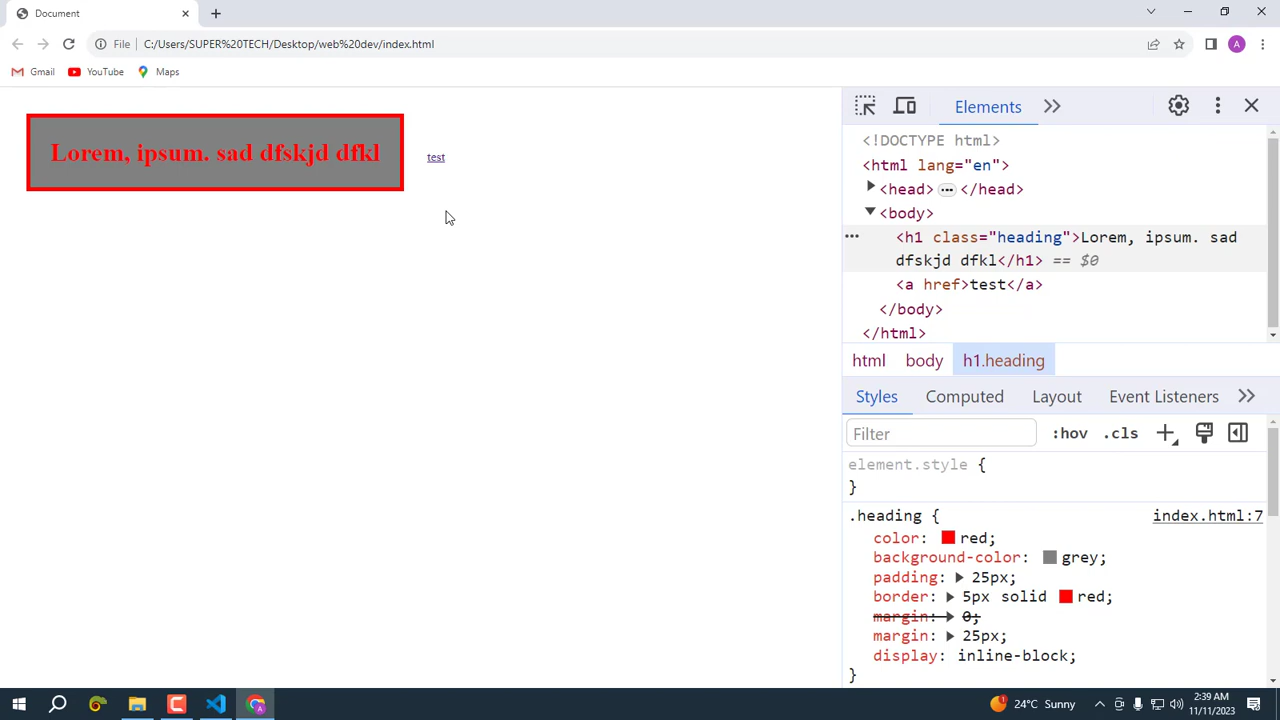 Document
File C:/Users/SUPER%20TECH/Desktop/web%20dev/index.html
A
Gmail YouTube Maps
Lorem, ipsum. sad dfskjd dfkl
test
Elements
<!DOCTYPE html>
<html lang="en">
<head> ••• </head>
<body>
••• <h1 class="heading">Lorem, ipsum. sad
dfskjd dfkl</h1> == $0
<a href>test</a>
</body>
</html>
html body h1.heading
Styles Computed Layout Event Listeners
Filter :hov .cls
element.style {
}
.heading { index.html:7
color: red;
background-color: grey;
padding: 25px;
border: 5px solid red;
margin: 0;
margin: 25px;
display: inline-block;
}
24°C Sunny
2:39 AM
11/11/2023